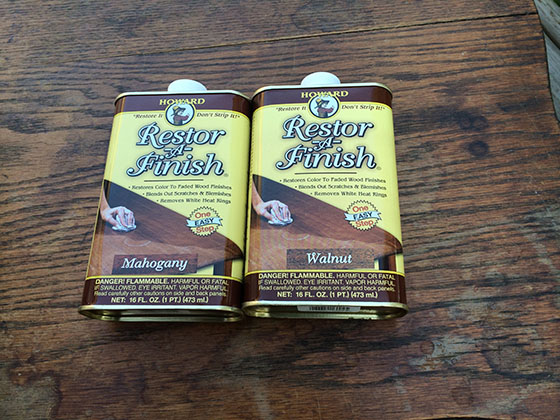 HOWARD
"Restore It Don't Strip It!"
Restor
-A-
Finish®
• Restores Color To Faded Wood Finishes
• Blends Out Scratches & Blemishes
• Removes White Heat Rings
One
EASY
Step
Mahogany
DANGER! FLAMMABLE. HARMFUL OR FATAL
IF SWALLOWED. EYE IRRITANT. VAPOR HARMFUL.
Read carefully other cautions on side and back panels.
NET: 16 FL. OZ. (1 PT.) (473 mL)
HOWARD
"Restore It Don't Strip It!"
Restor
-A-
Finish®
• Restores Color To Faded Wood Finishes
• Blends Out Scratches & Blemishes
• Removes White Heat Rings
One
EASY
Step
Walnut
DANGER! FLAMMABLE. HARMFUL OR FATAL
IF SWALLOWED. EYE IRRITANT. VAPOR HARMFUL.
Read carefully other cautions on side and back panels.
NET: 16 FL. OZ. (1 PT.) (473 mL)